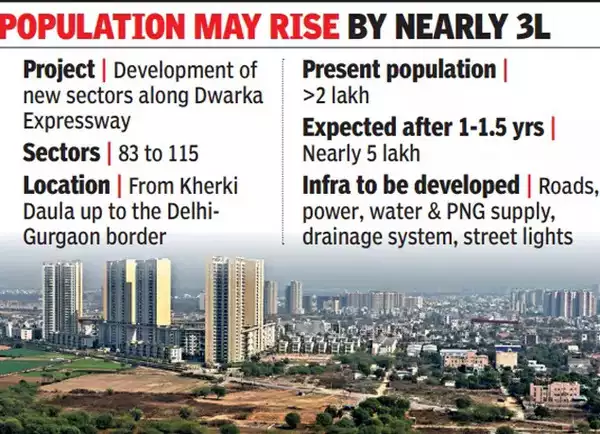 POPULATION MAY RISE BY NEARLY 3L
Project | Development of
new sectors along Dwarka
Expressway
Sectors | 83 to 115
Location | From Kherki
Daula up to the Delhi-
Gurgaon border
Present population |
>2 lakh
Expected after 1-1.5 yrs |
Nearly 5 lakh
Infra to be developed | Roads,
power, water & PNG supply,
drainage system, street lights